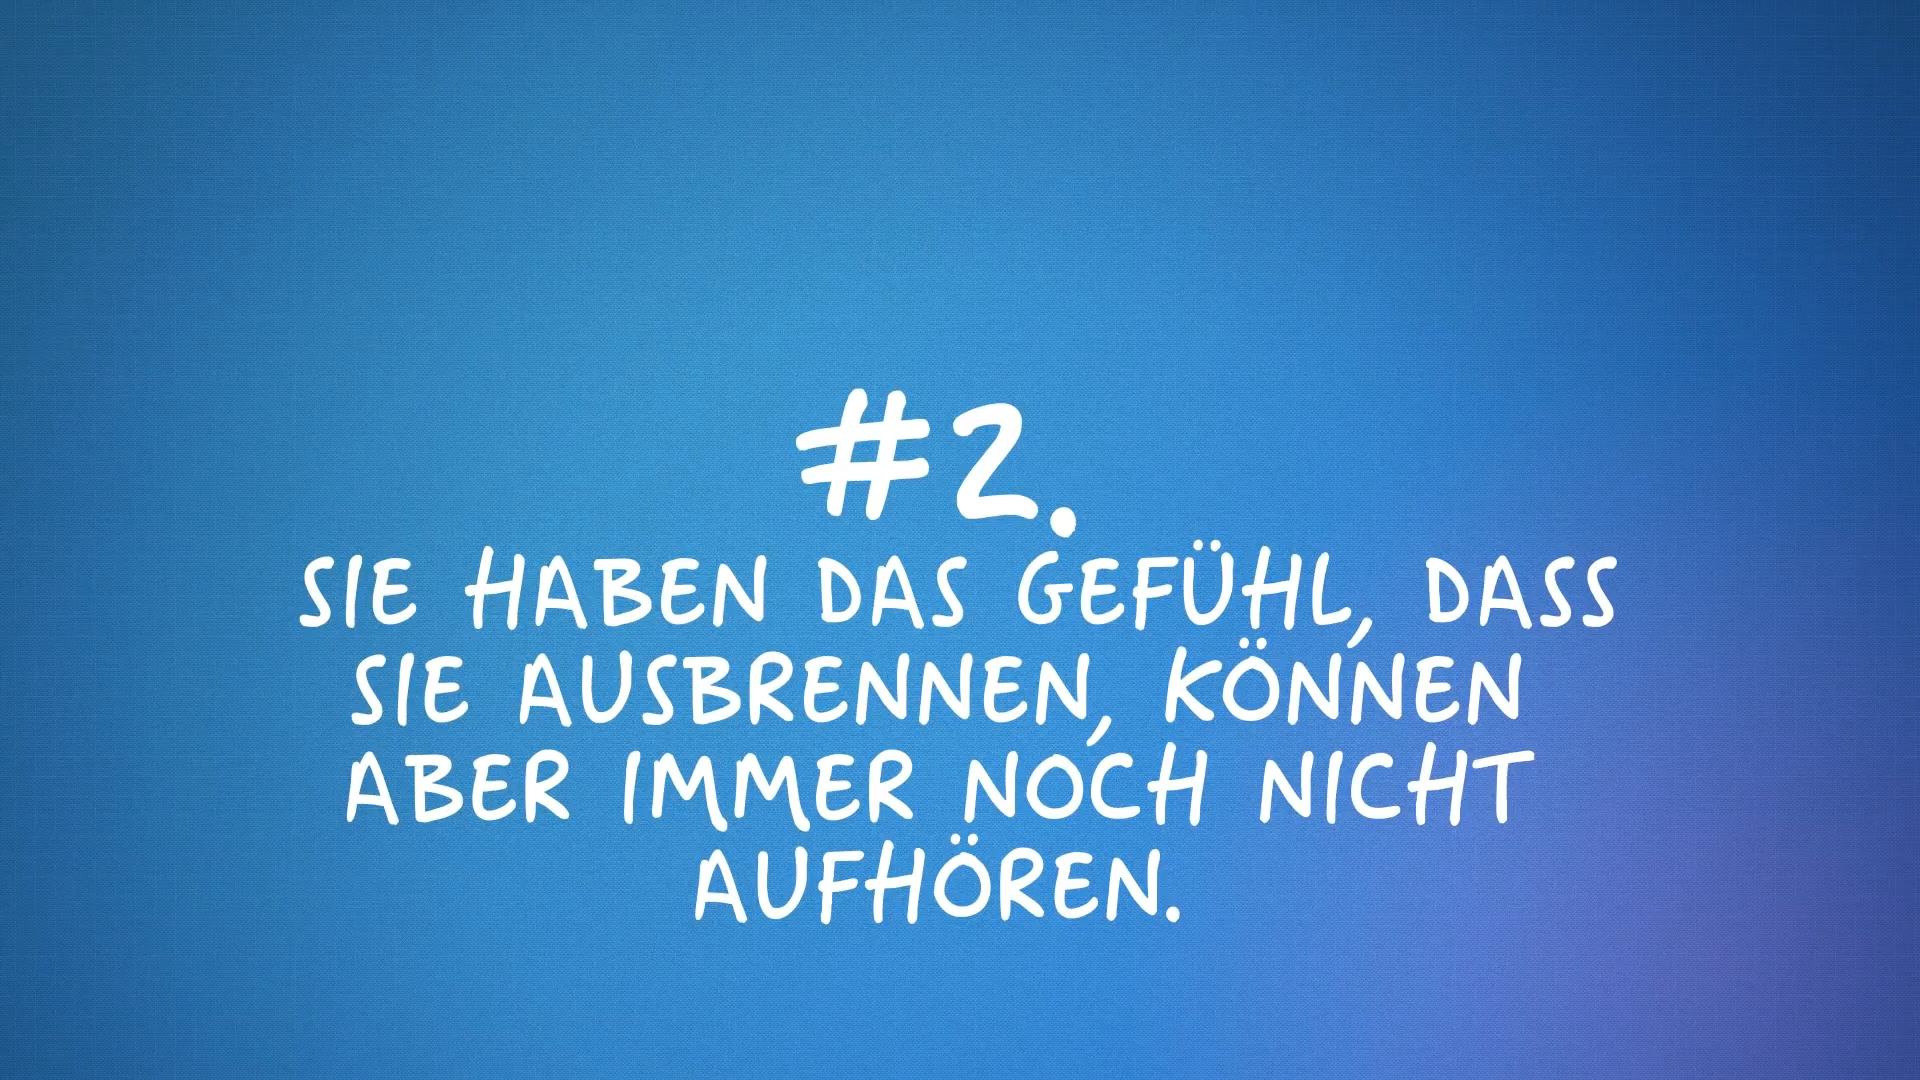 #2.
SIE HABEN DAS GEFÜHL, DASS
SIE AUSBRENNEN, KÖNNEN
ABER IMMER NOCH NICHT
AUFHÖREN.